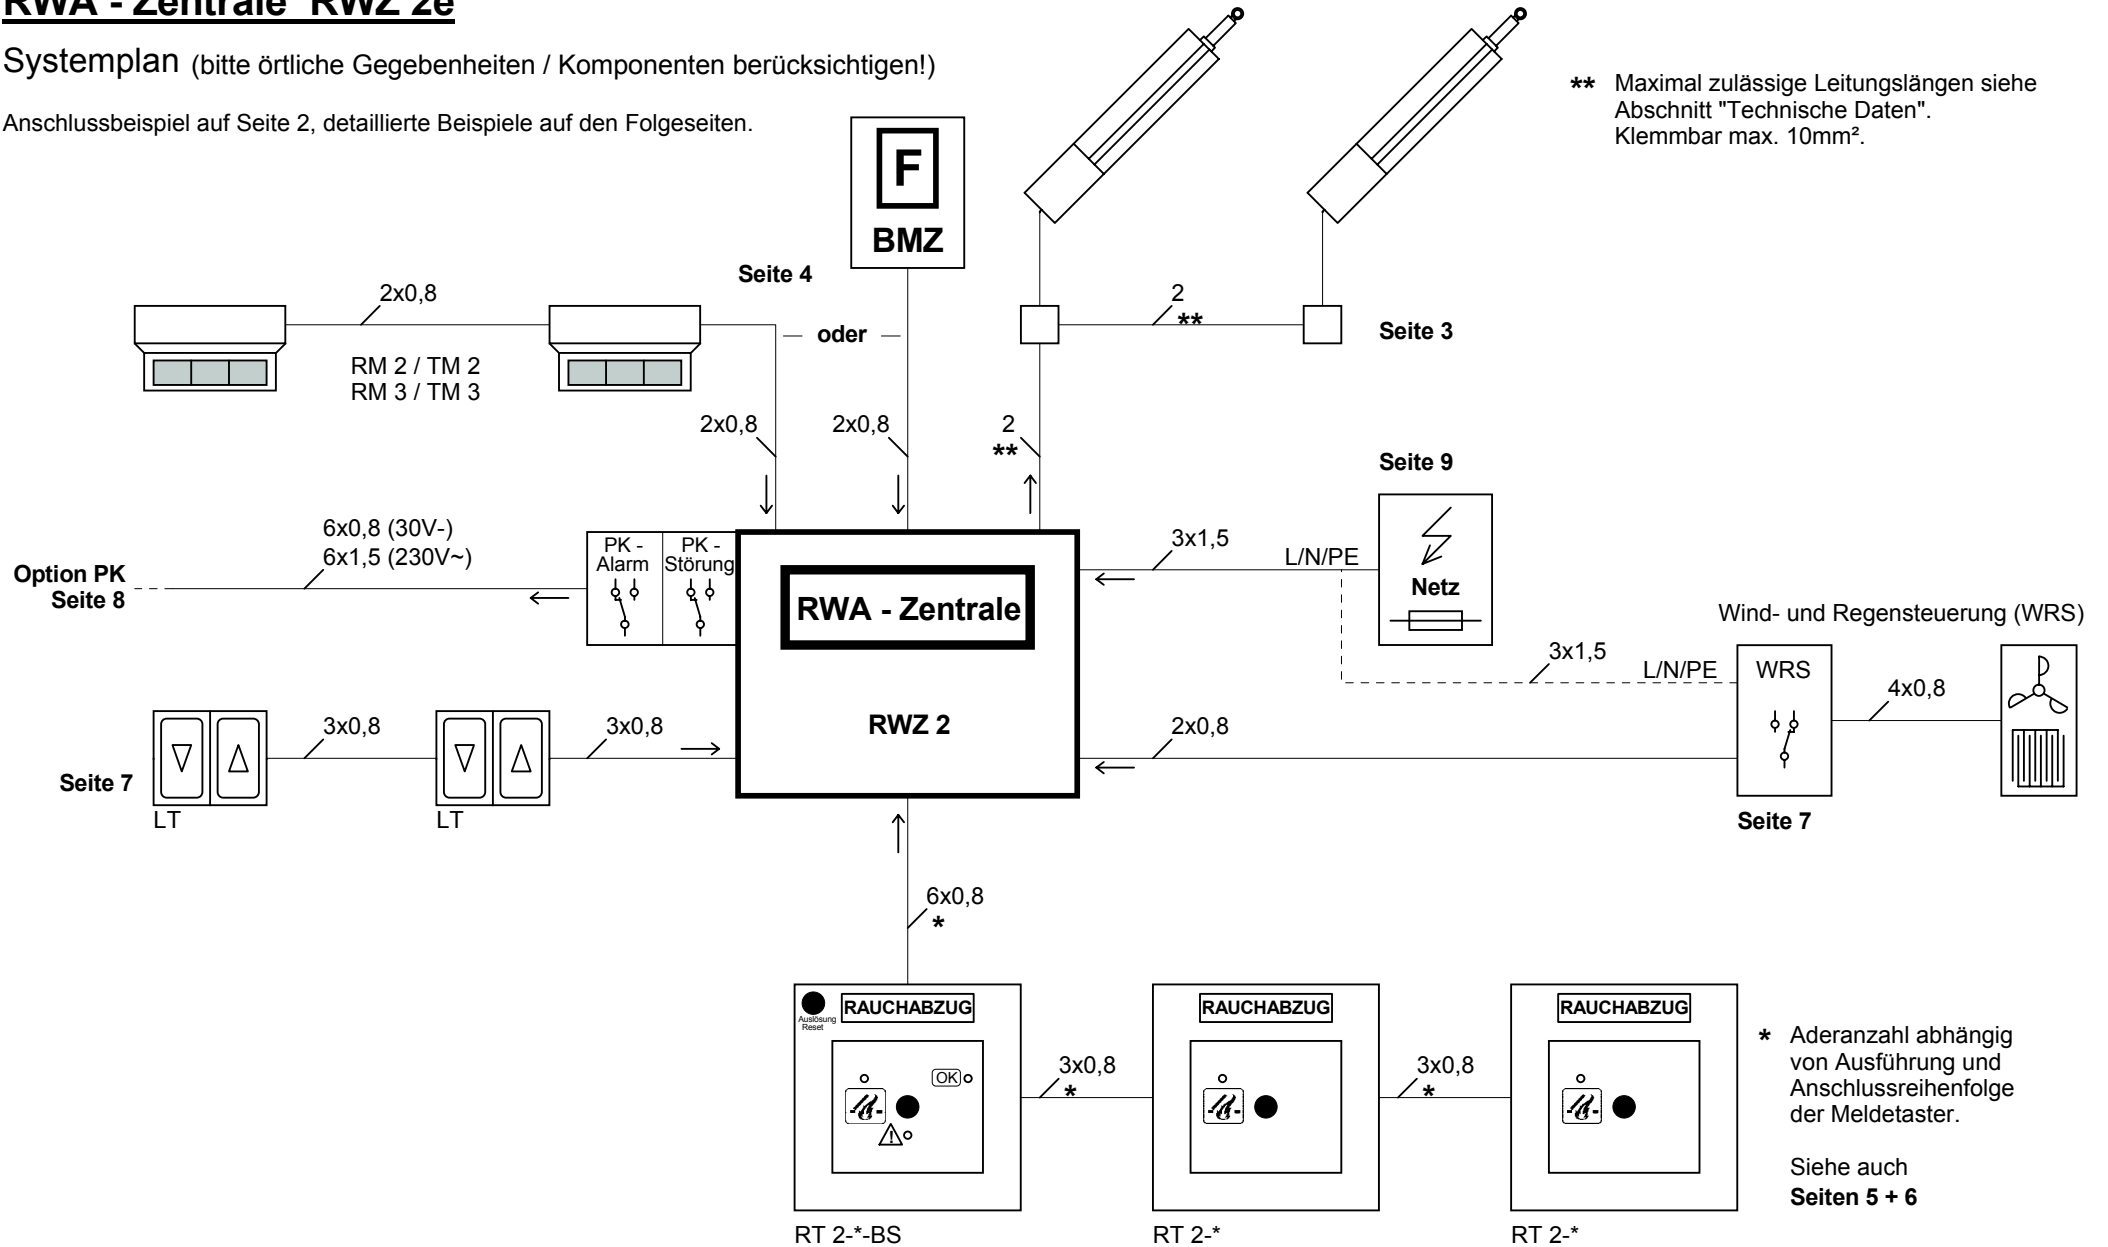 RWA - Zentrale RWZ 2e
Systemplan (bitte örtliche Gegebenheiten / Komponenten berücksichtigen!)
Anschlussbeispiel auf Seite 2, detaillierte Beispiele auf den Folgeseiten.
** Maximal zulässige Leitungslängen siehe
Abschnitt "Technische Daten".
Klemmbar max. 10mm².
F
BMZ
Seite 4
2x0,8
oder
2
**
Seite 3
RM 2 / TM 2
RM 3 / TM 3
2x0,8
2x0,8
2
**
Seite 9
6x0,8 (30V-)
6x1,5 (230V~)
Option PK
Seite 8
PK -
Alarm
PK -
Störung
RWA - Zentrale
RWZ 2
3x1,5
L/N/PE
Netz
Wind- und Regensteuerung (WRS)
3x1,5
L/N/PE
WRS
4x0,8
2x0,8
Seite 7
Seite 7
3x0,8
3x0,8
LT
LT
6x0,8
*
Auslösung
Reset
RAUCHABZUG
OK
RT 2-*-BS
3x0,8
*
RAUCHABZUG
RT 2-*
3x0,8
*
RAUCHABZUG
RT 2-*
* Aderanzahl abhängig
von Ausführung und
Anschlussreihenfolge
der Meldetaster.
Siehe auch
Seiten 5 + 6